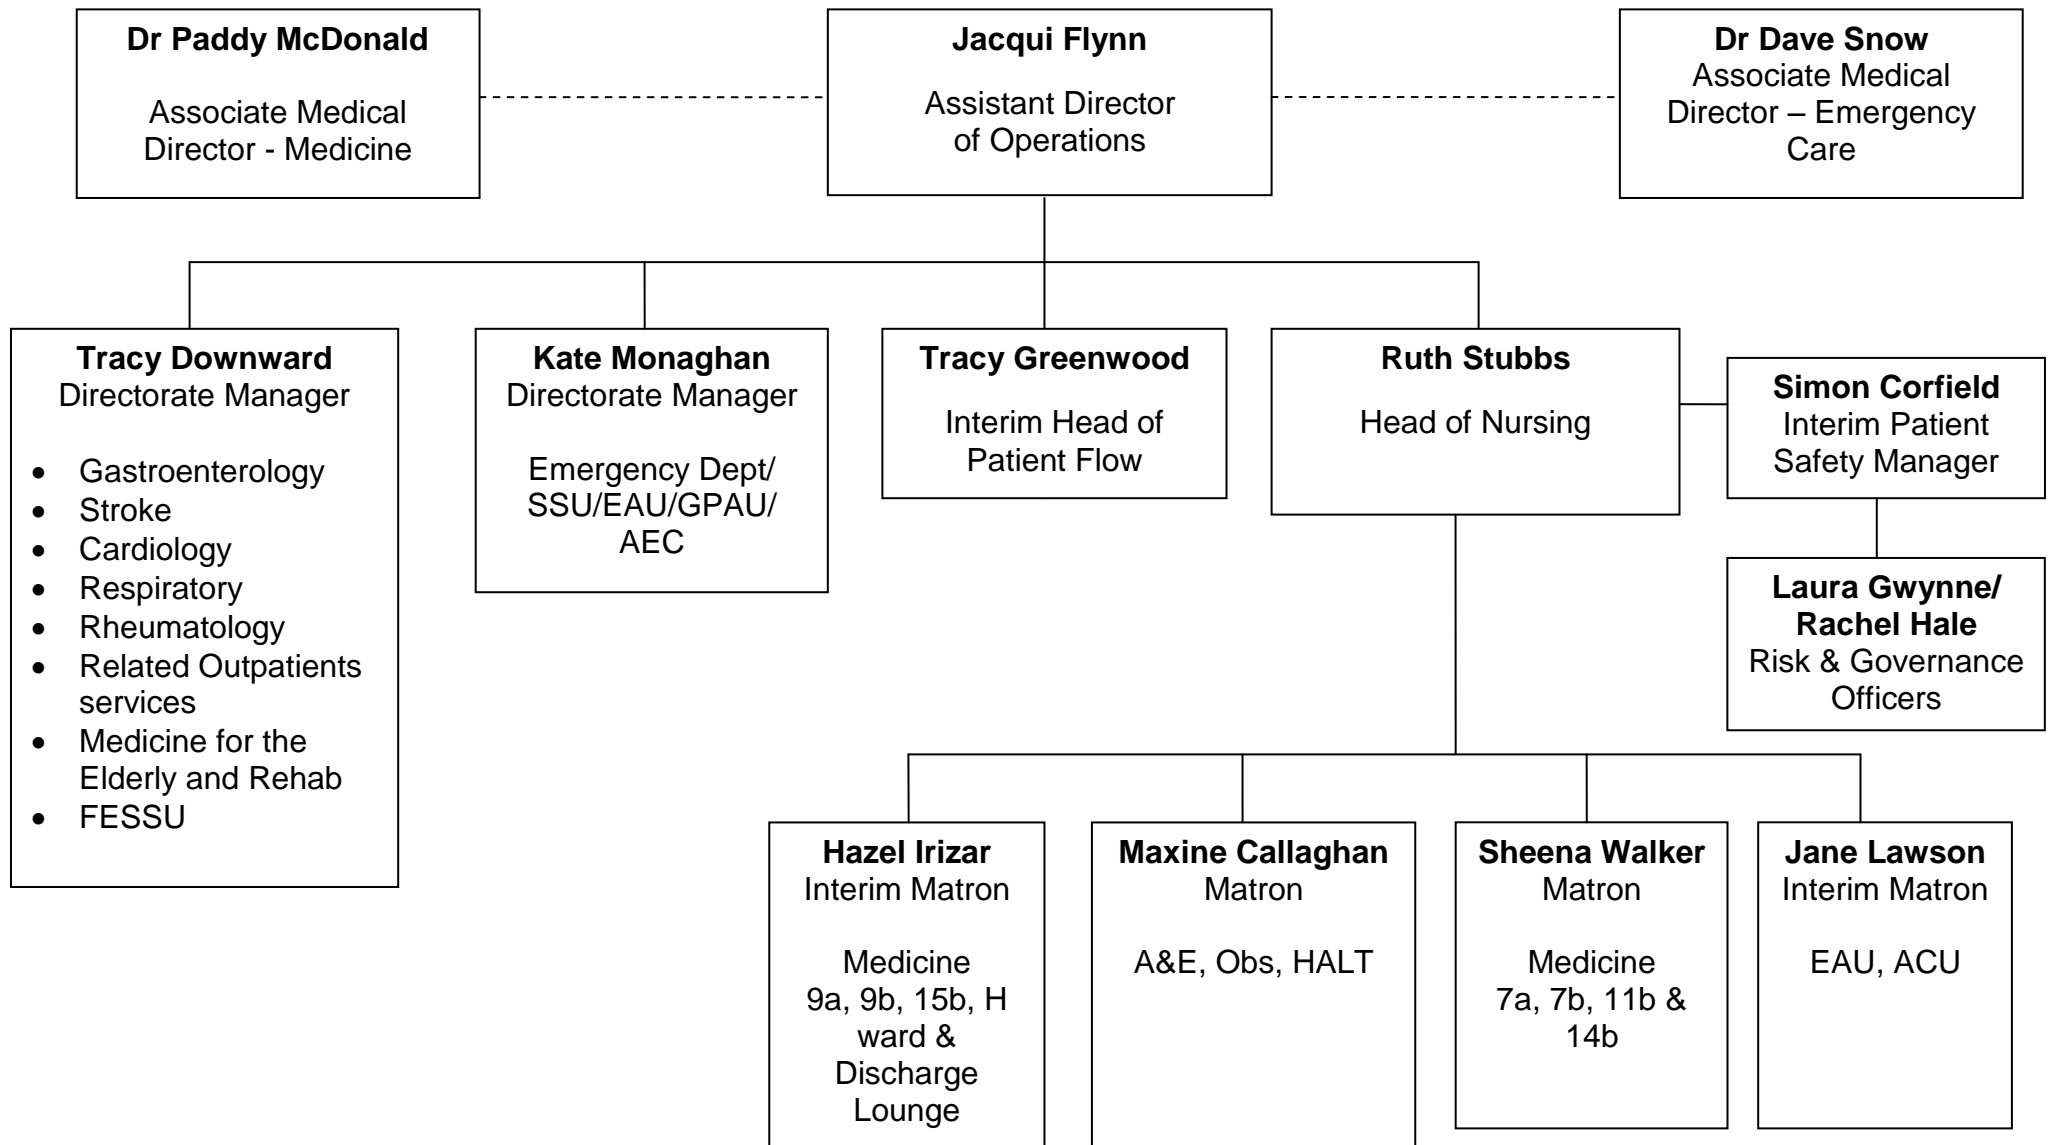 Dr Paddy McDonald
Associate Medical
Director - Medicine
Jacqui Flynn
Assistant Director
of Operations
Dr Dave Snow
Associate Medical
Director – Emergency
Care
Tracy Downward
Directorate Manager
• Gastroenterology
• Stroke
• Cardiology
• Respiratory
• Rheumatology
• Related Outpatients
services
• Medicine for the
Elderly and Rehab
• FESSU
Kate Monaghan
Directorate Manager
Emergency Dept/
SSU/EAU/GPAU/
AEC
Tracy Greenwood
Interim Head of
Patient Flow
Ruth Stubbs
Head of Nursing
Simon Corfield
Interim Patient
Safety Manager
Laura Gwynne/
Rachel Hale
Risk & Governance
Officers
Hazel Irizar
Interim Matron
Medicine
9a, 9b, 15b, H
ward &
Discharge
Lounge
Maxine Callaghan
Matron
A&E, Obs, HALT
Sheena Walker
Matron
Medicine
7a, 7b, 11b &
14b
Jane Lawson
Interim Matron
EAU, ACU